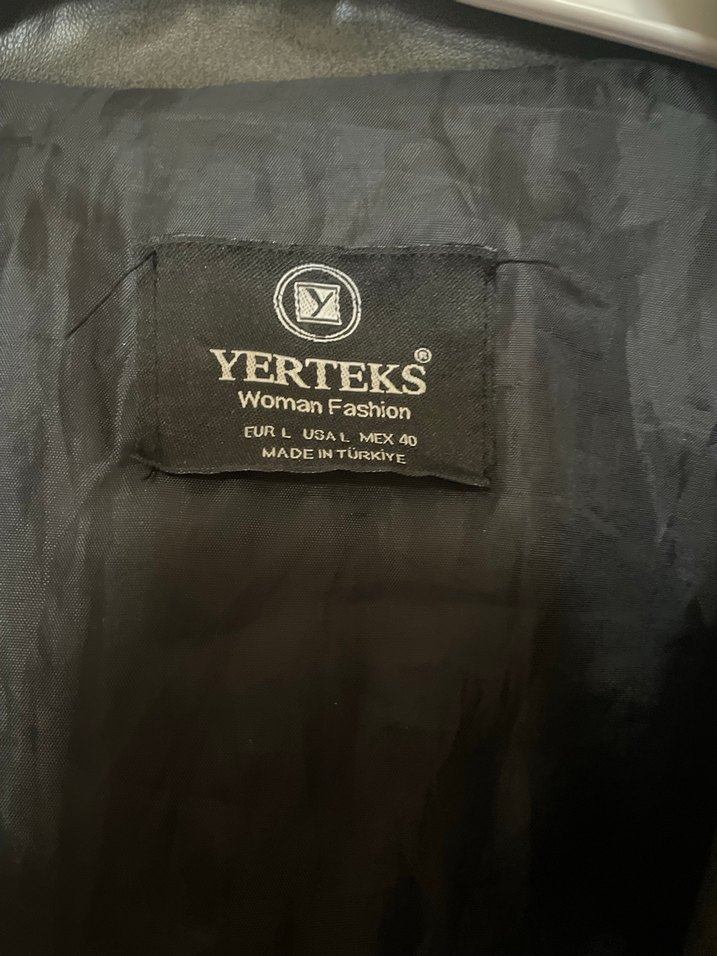 Y
YERTEKS®
Woman Fashion
EUR L USA L MEX 40
MADE IN TÜRKİYE